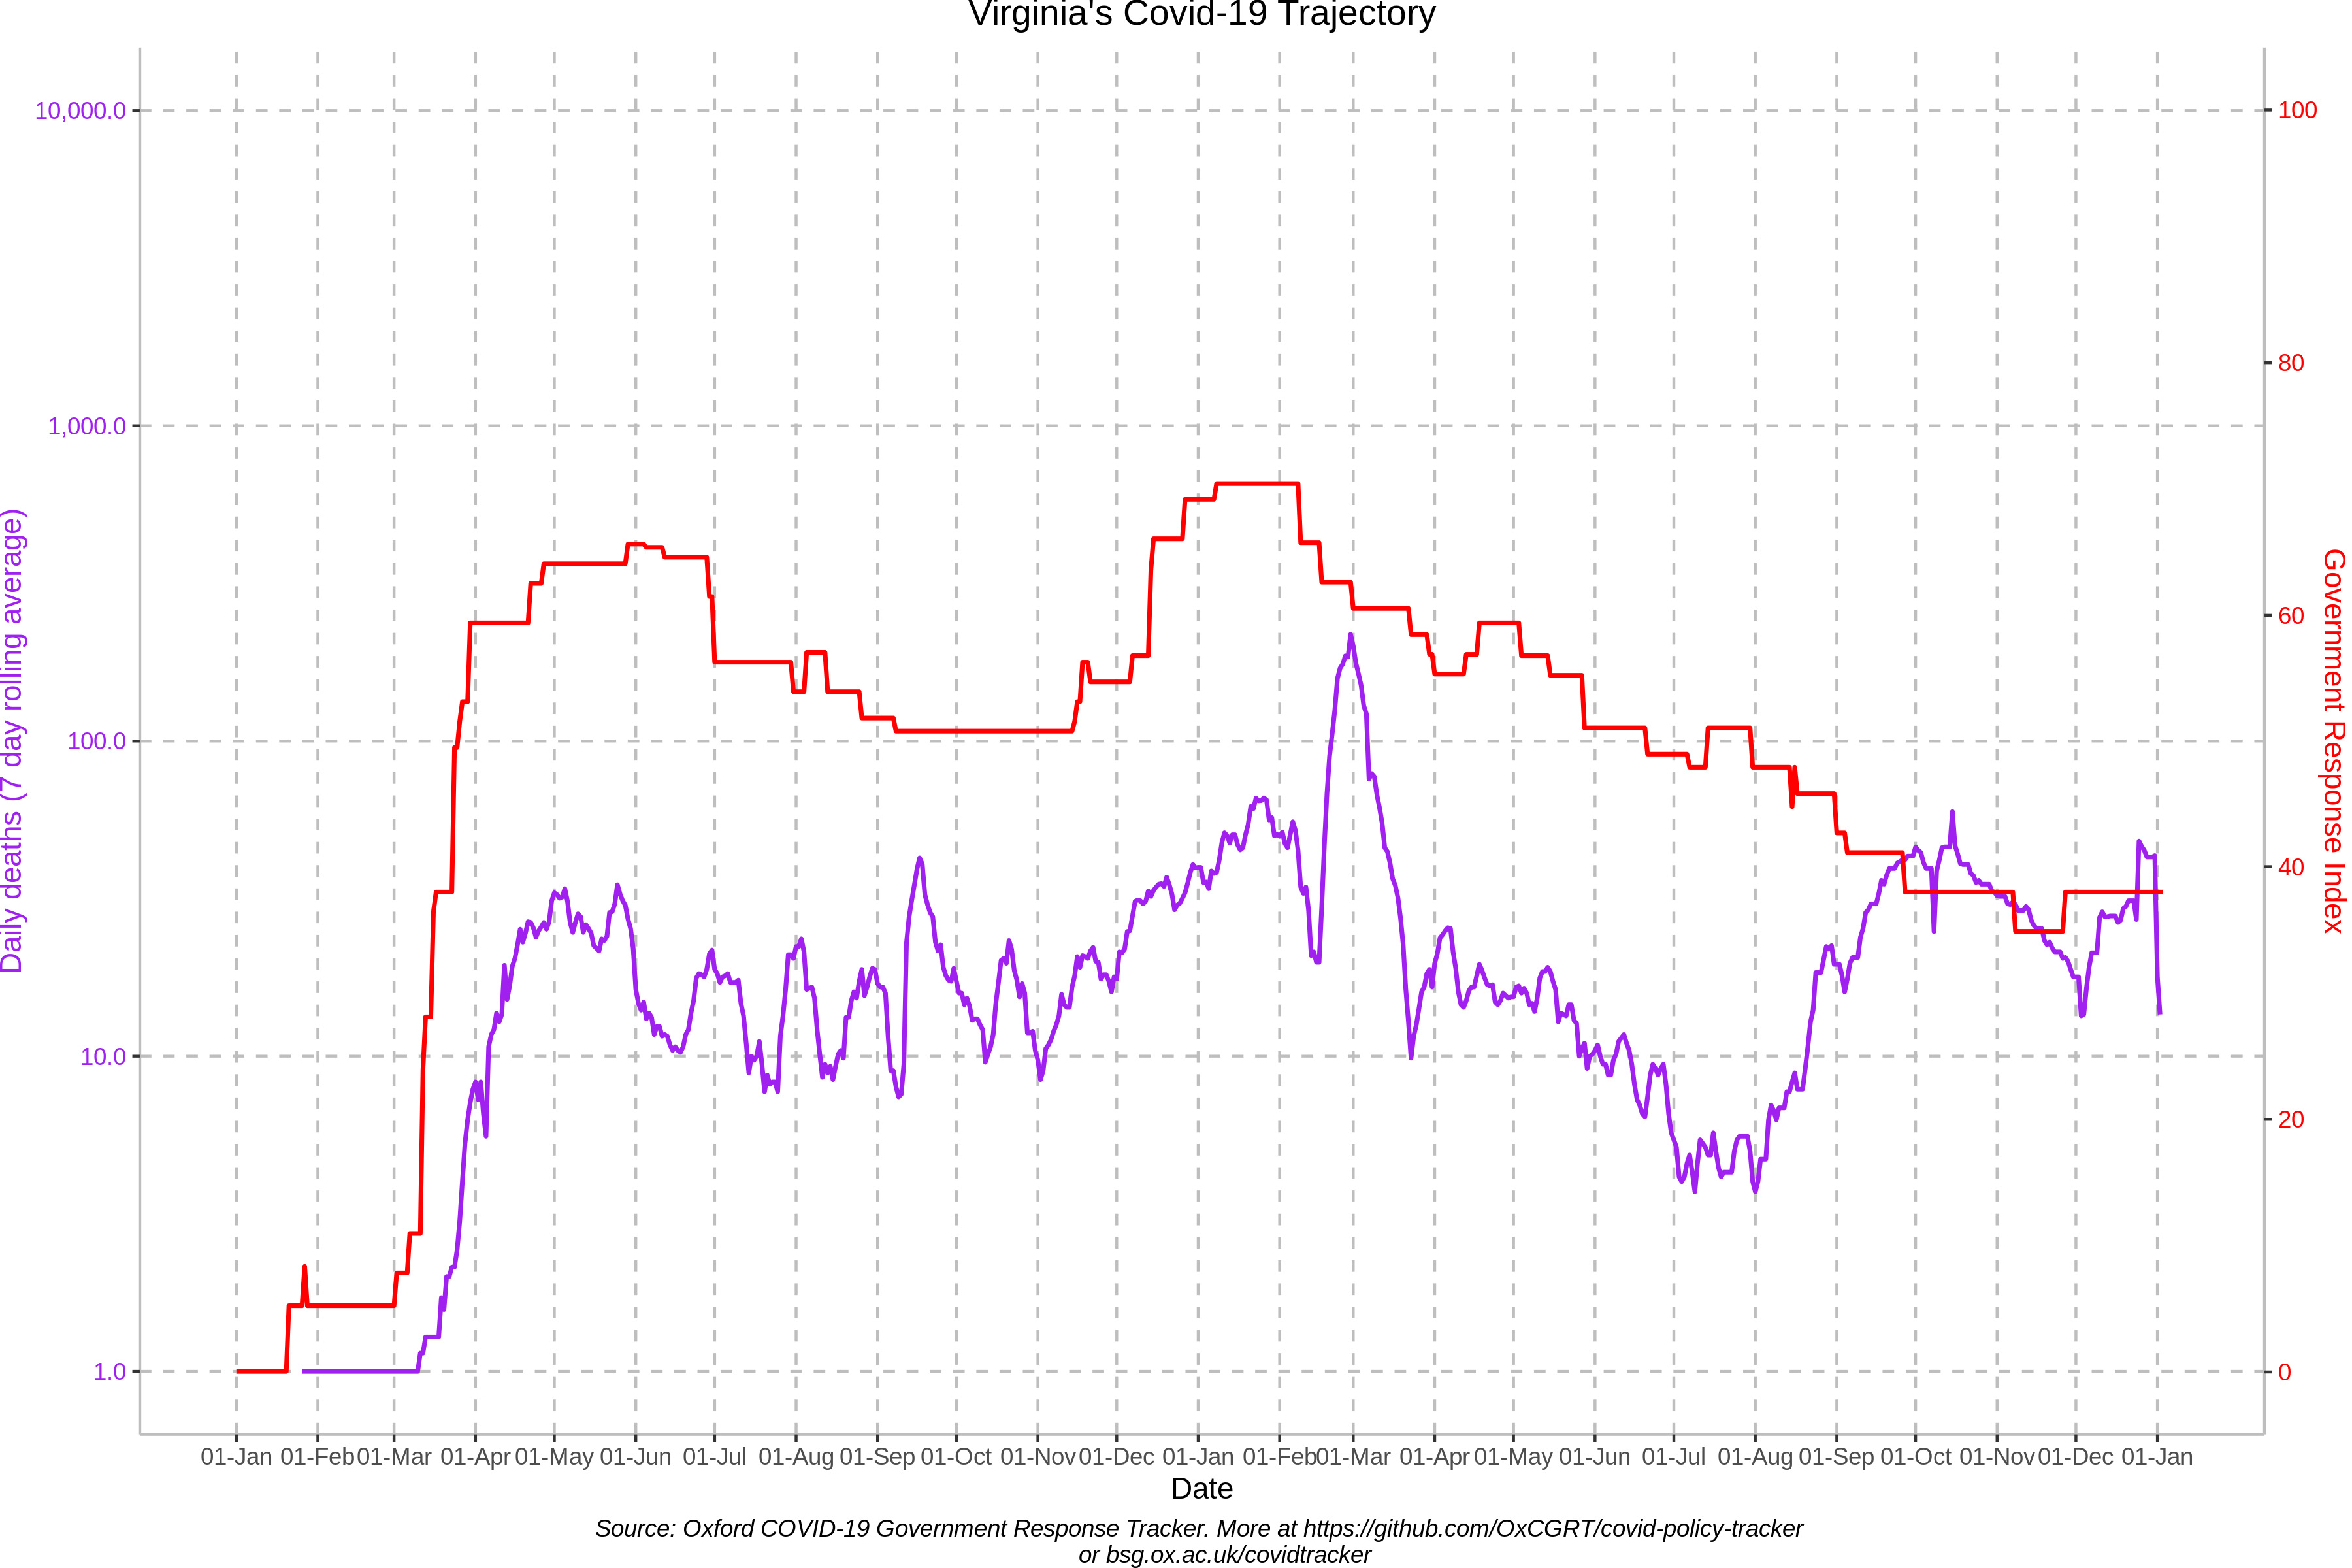 Virginia's Covid-19 Trajectory
Daily deaths (7 day rolling average)
10,000.0
1,000.0
100.0
10.0
1.0
100
80
60
40
20
0
Government Response Index
01-Jan 01-Feb 01-Mar 01-Apr 01-May 01-Jun 01-Jul 01-Aug 01-Sep 01-Oct 01-Nov 01-Dec 01-Jan 01-Feb 01-Mar 01-Apr 01-May 01-Jun 01-Jul 01-Aug 01-Sep 01-Oct 01-Nov 01-Dec 01-Jan
Date
Source: Oxford COVID-19 Government Response Tracker. More at https://github.com/OxCGRT/covid-policy-tracker
or bsg.ox.ac.uk/covidtracker